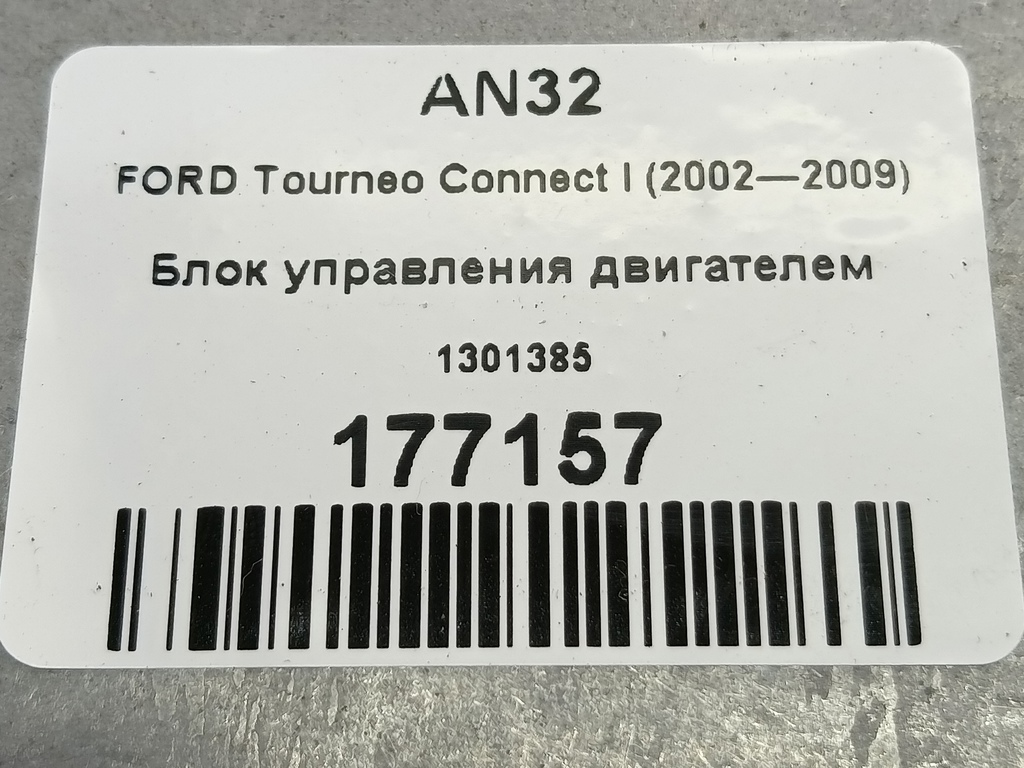 AN32
FORD Tourneo Connect I (2002—2009)
Блок управления двигателем
1301385
177157